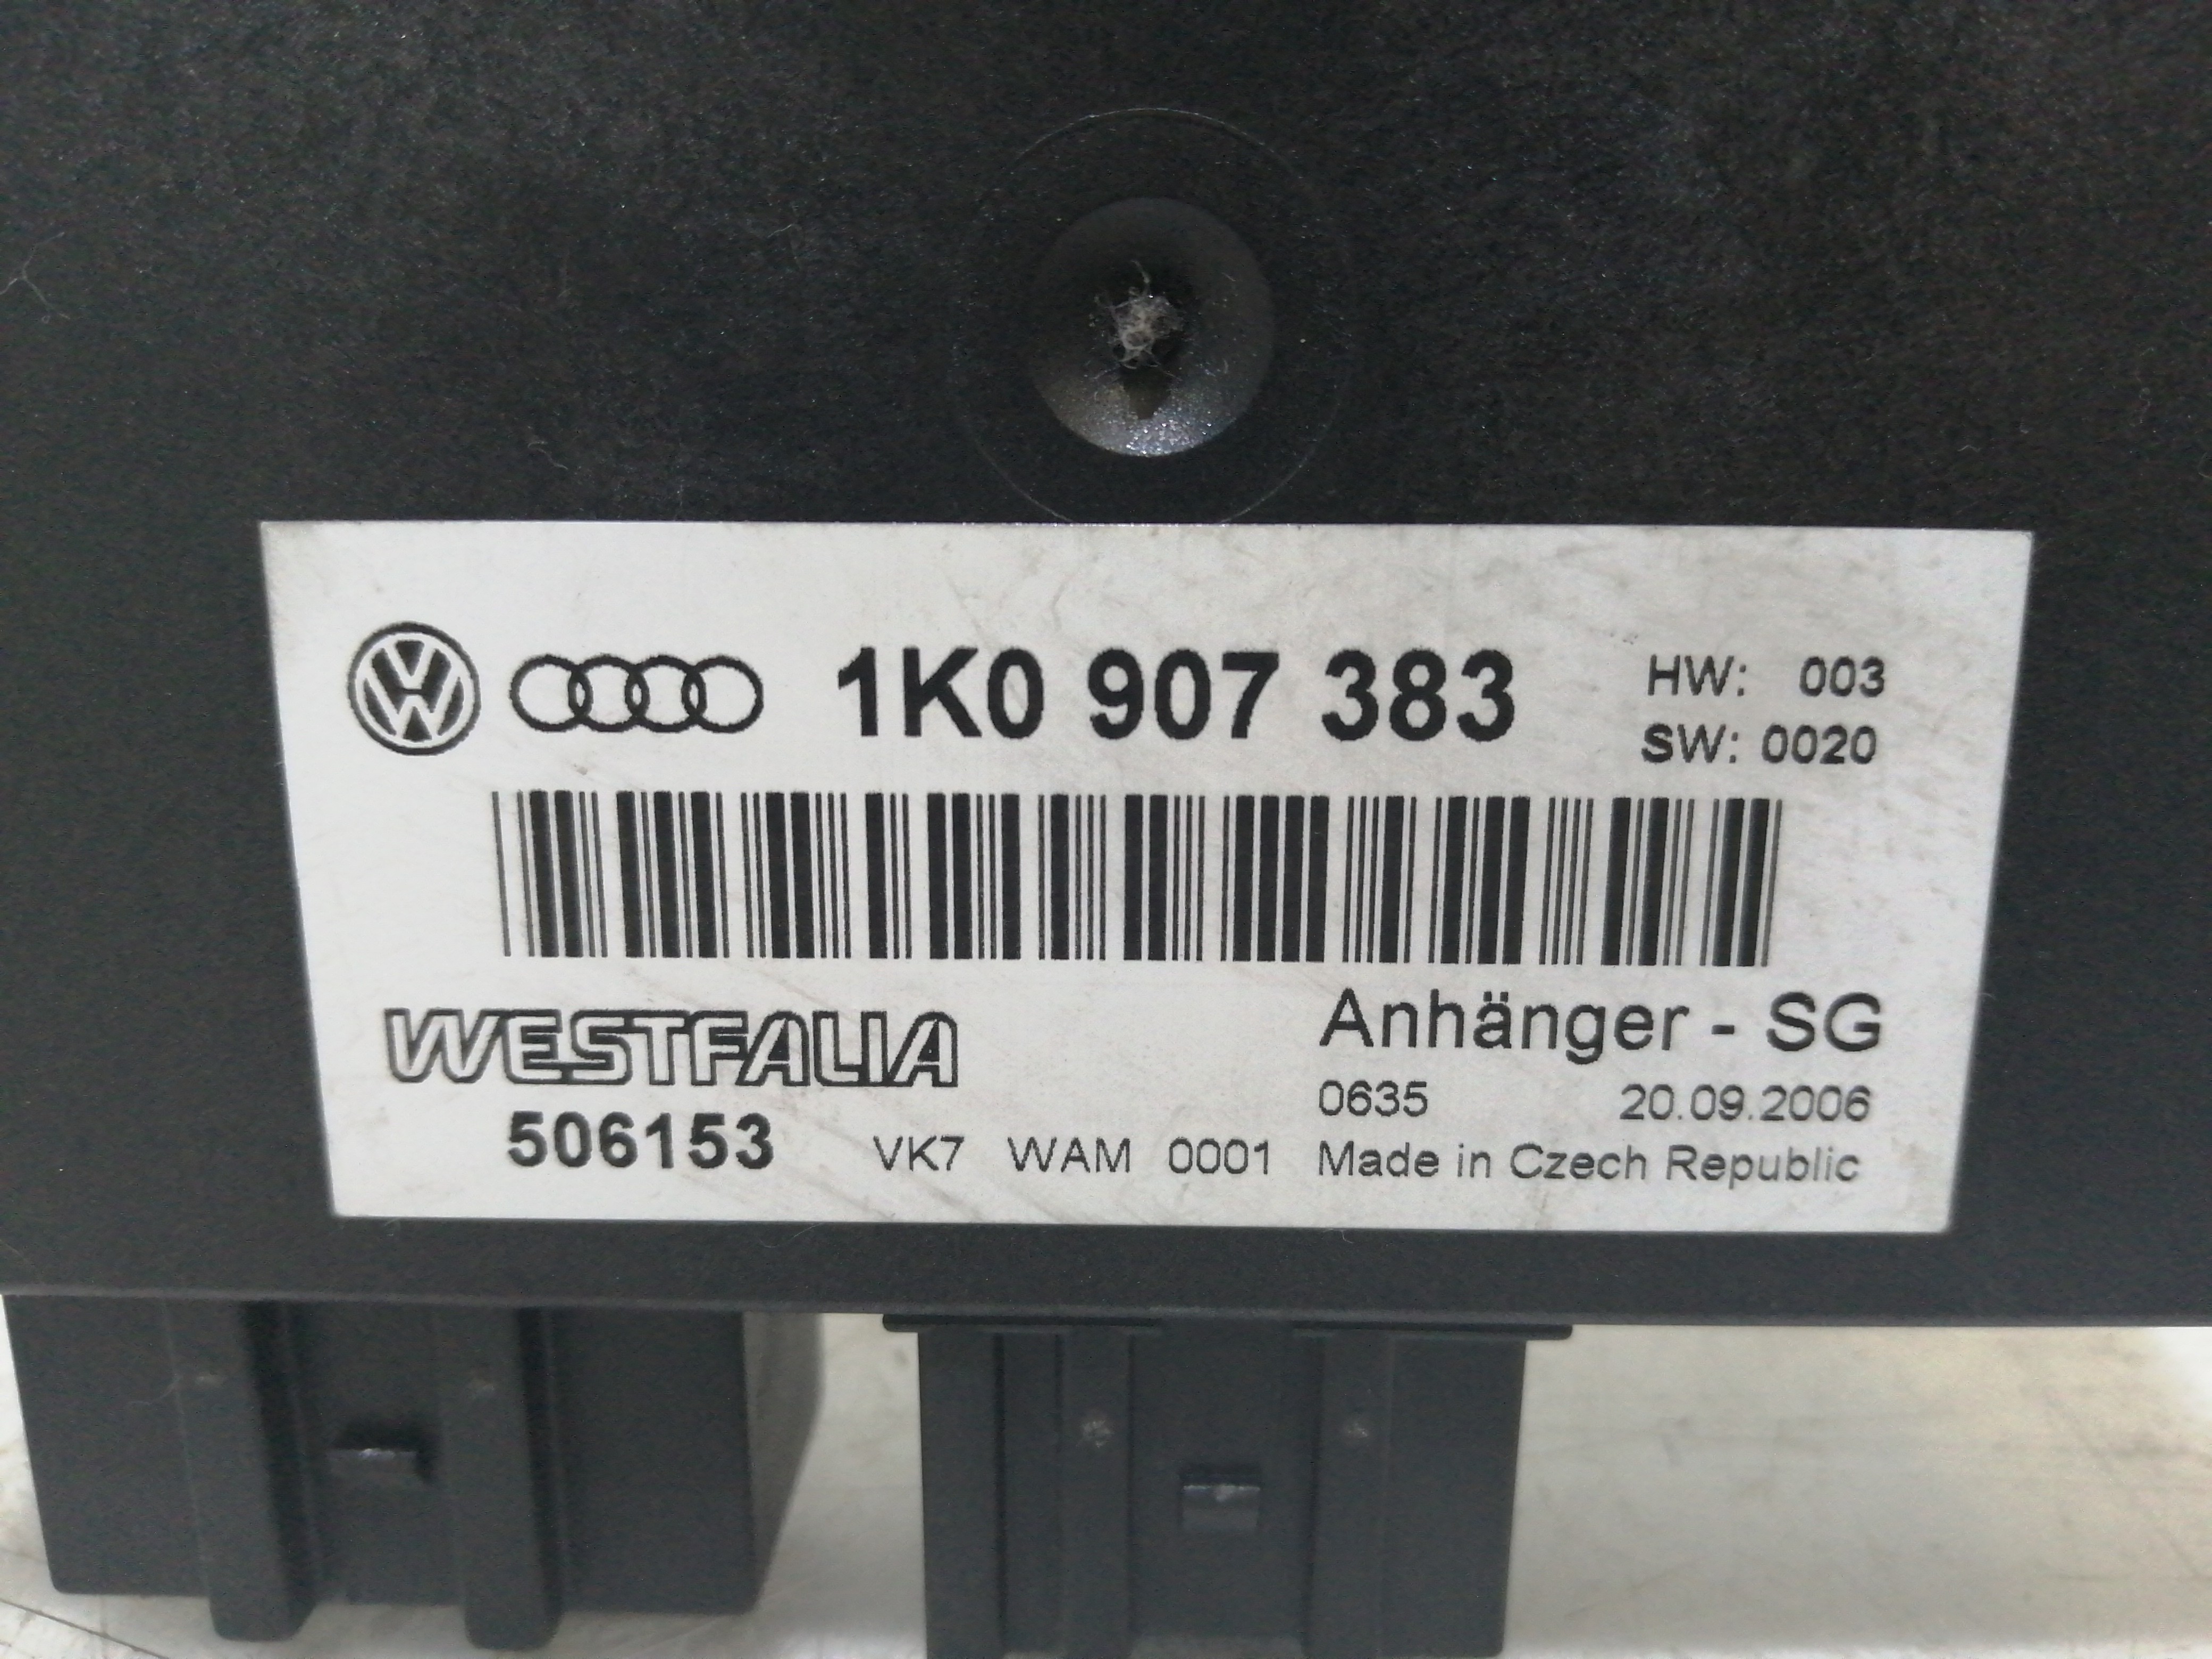 1K0 907 383
HW: 003
SW: 0020
WESTFALIA
506153
VK7 WAM 0001
Anhänger - SG
0635 20.09.2006
Made in Czech Republic